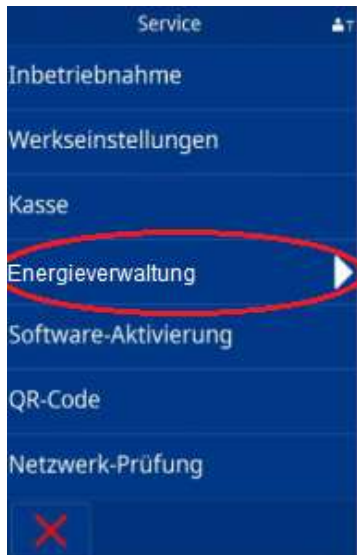 Service
Inbetriebnahme
Werkseinstellungen
Kasse
Energieverwaltung
Software-Aktivierung
QR-Code
Netzwerk-Prüfung